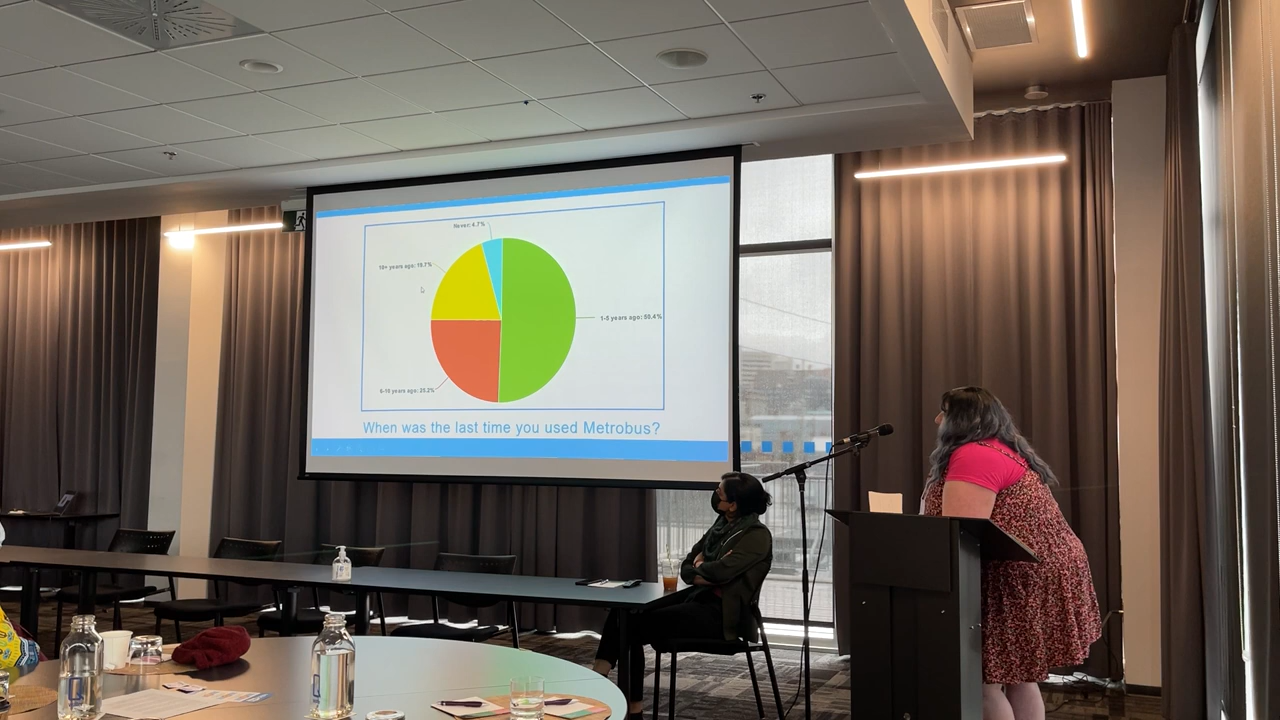 Never: 4.7%
10+ years ago: 19.7%
1-5 years ago: 50.4%
6-10 years ago: 25.2%
When was the last time you used Metrobus?